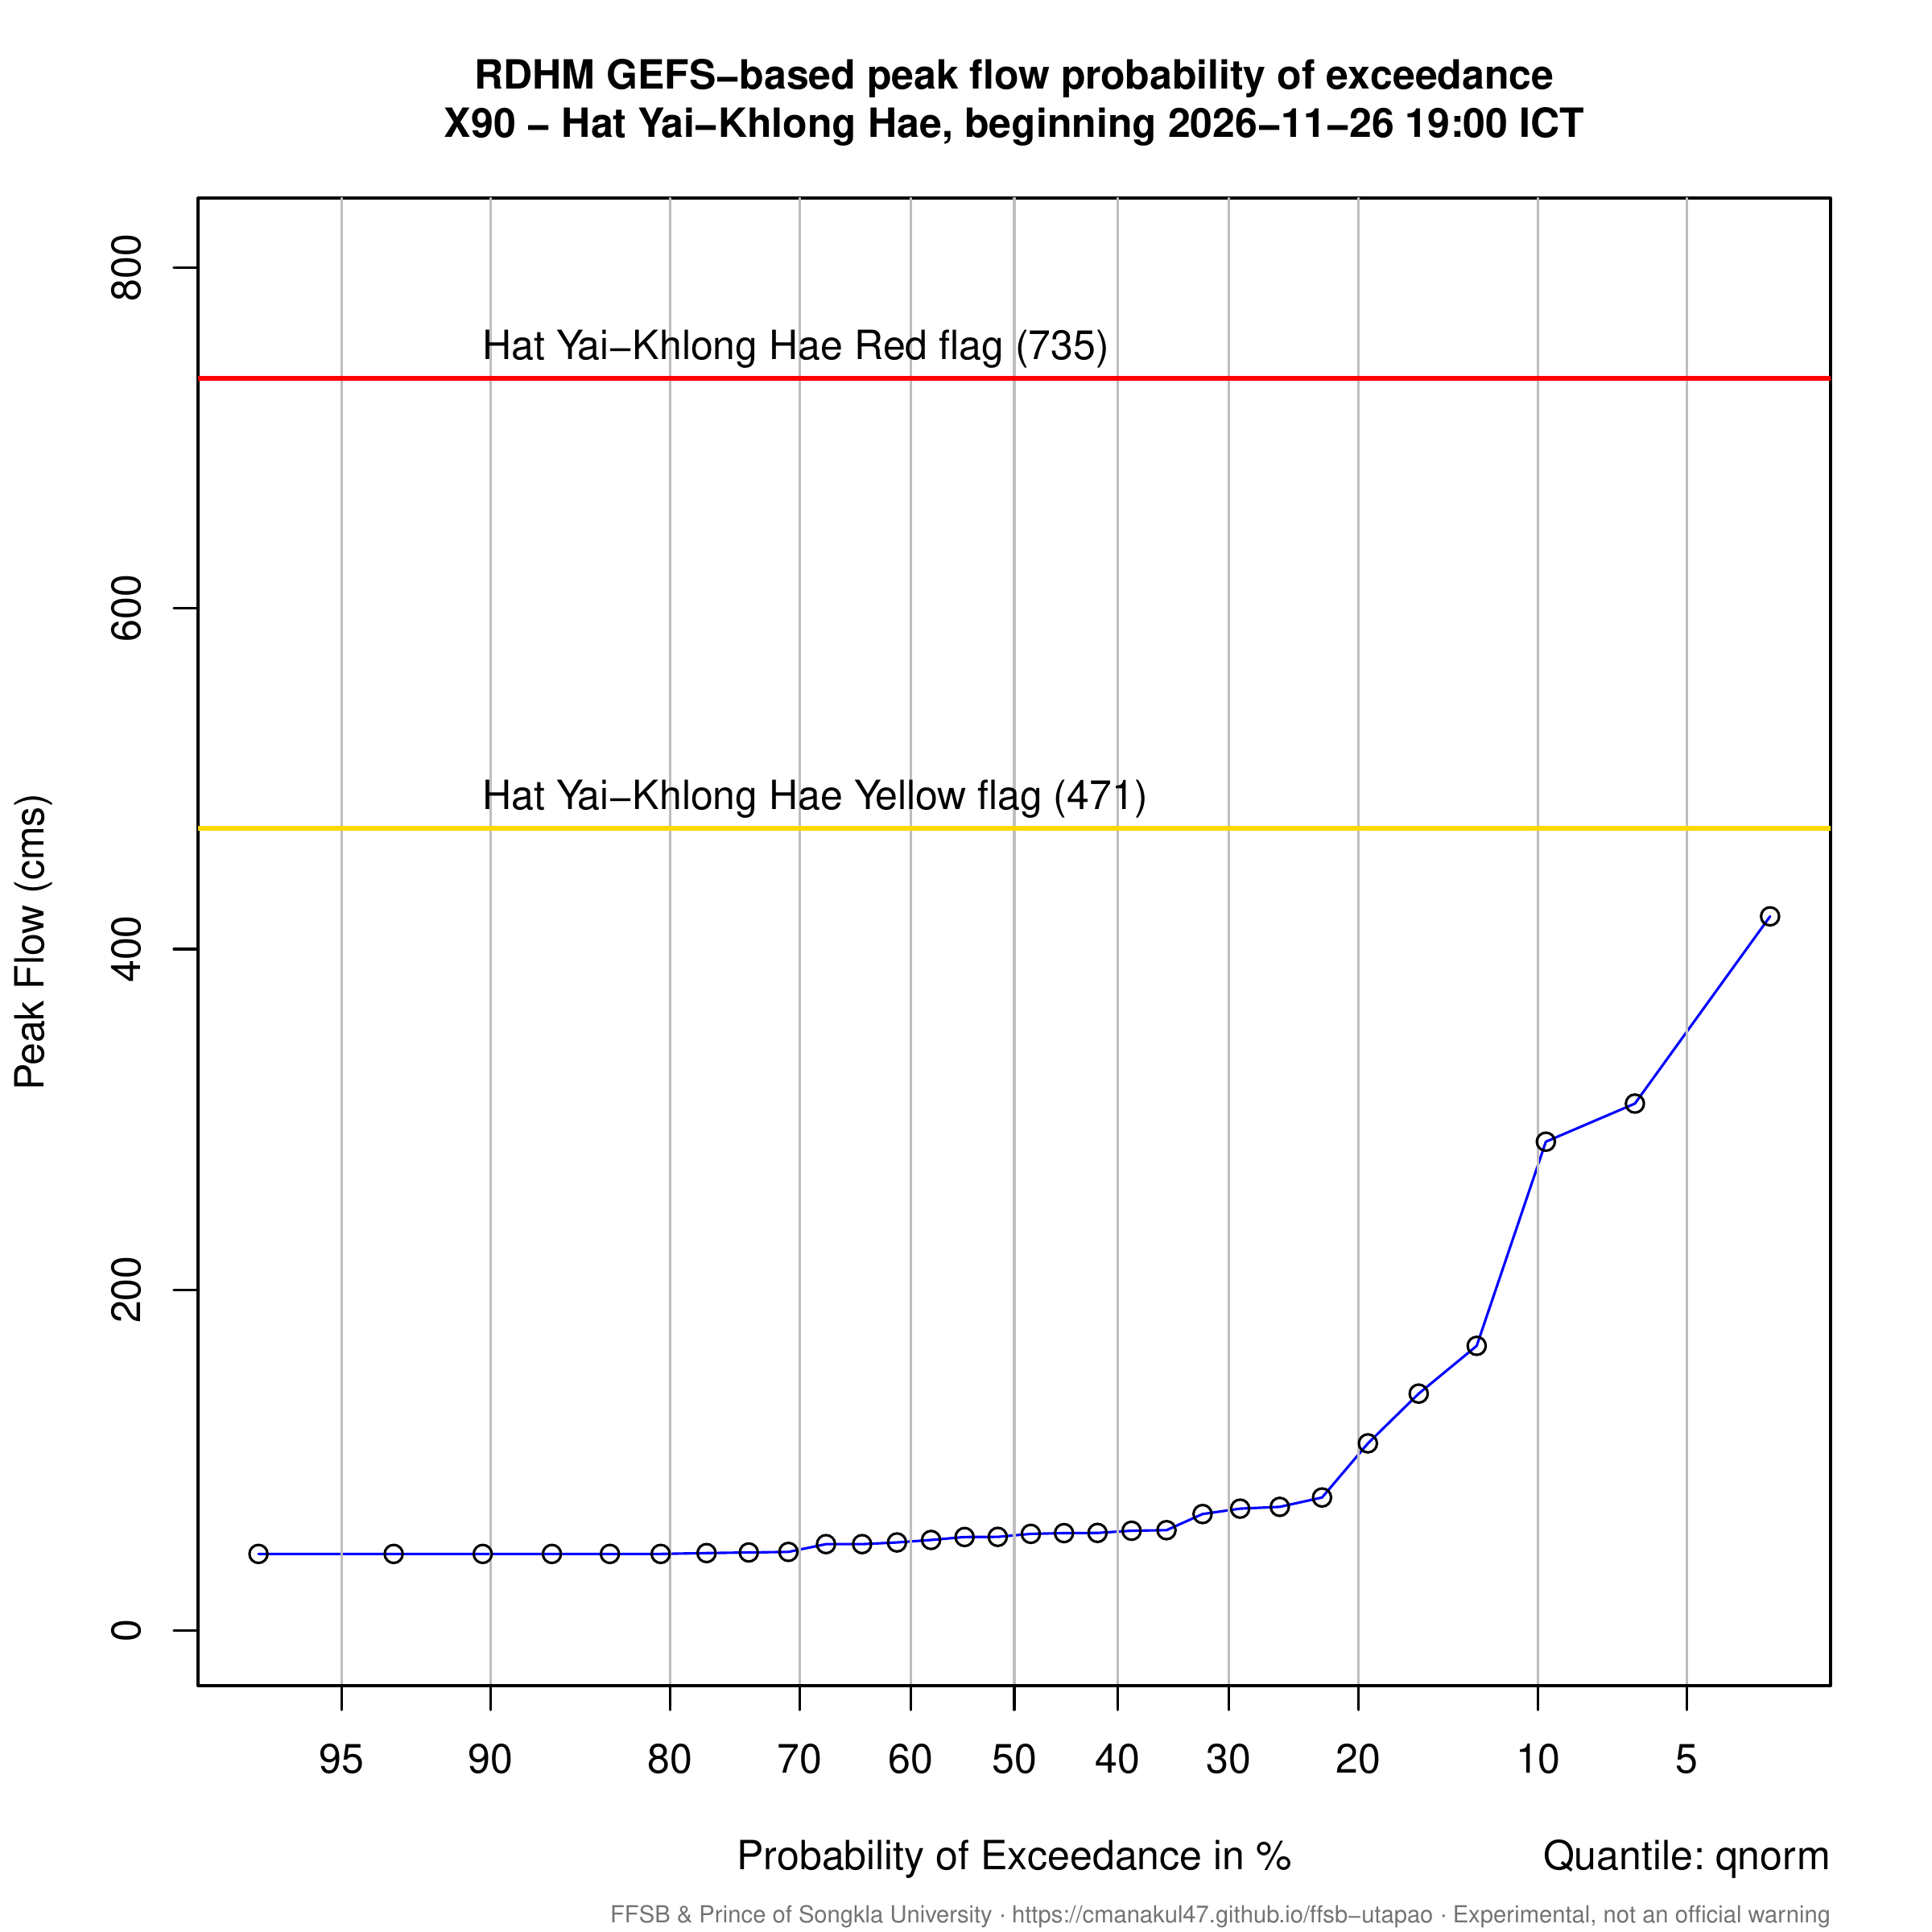 RDHM GEFS−based peak flow probability of exceedance
X90 − Hat Yai−Khlong Hae, beginning 2026−11−26 19:00 ICT
800
Hat Yai−Khlong Hae Red flag (735)
600
Hat Yai−Khlong Hae Yellow flag (471)
Peak Flow (cms)
400
200
0
95 90 80 70 60 50 40 30 20 10 5
Probability of Exceedance in %
Quantile: qnorm
FFSB & Prince of Songkla University · https://cmanakul47.github.io/ffsb−utapao · Experimental, not an official warning